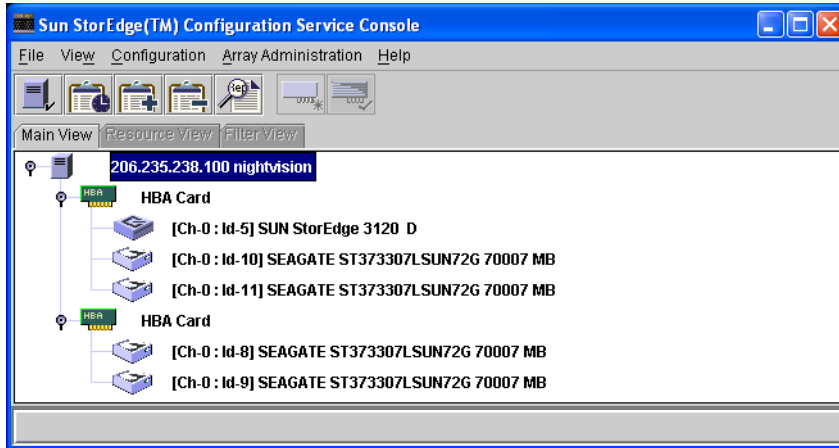 Sun StorEdge(TM) Configuration Service Console
File View Configuration Array Administration Help
Rep
Main View Resource View Filter View
206.235.238.100 nightvision
HBA HBA Card
[Ch-0 : Id-5] SUN StorEdge 3120 D
[Ch-0 : Id-10] SEAGATE ST373307LSUN72G 70007 MB
[Ch-0 : Id-11] SEAGATE ST373307LSUN72G 70007 MB
HBA HBA Card
[Ch-0 : Id-8] SEAGATE ST373307LSUN72G 70007 MB
[Ch-0 : Id-9] SEAGATE ST373307LSUN72G 70007 MB